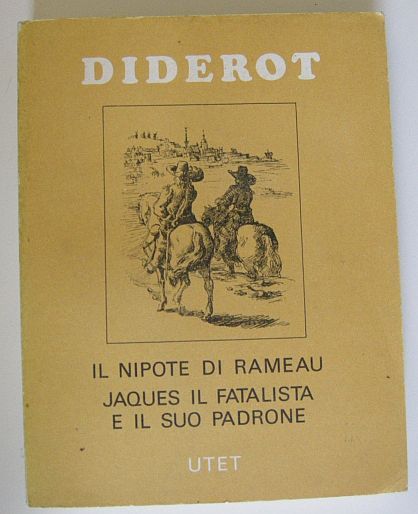 DIDEROT
IL NIPOTE DI RAMEAU
JAQUES IL FATALISTA
E IL SUO PADRONE
UTET